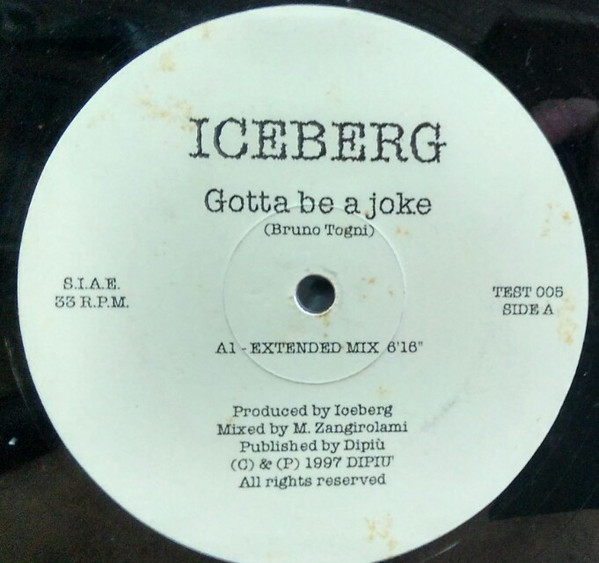 ICEBERG
Gotta be a joke
(Bruno Togni)
S.I.A.E.
33 R.P.M.
TEST 005
SIDE A
A1 - EXTENDED MIX 6'16"
Produced by Iceberg
Mixed by M. Zangirolami
Published by Dipiù
(C) & (P) 1997 DIPIU'
All rights reserved